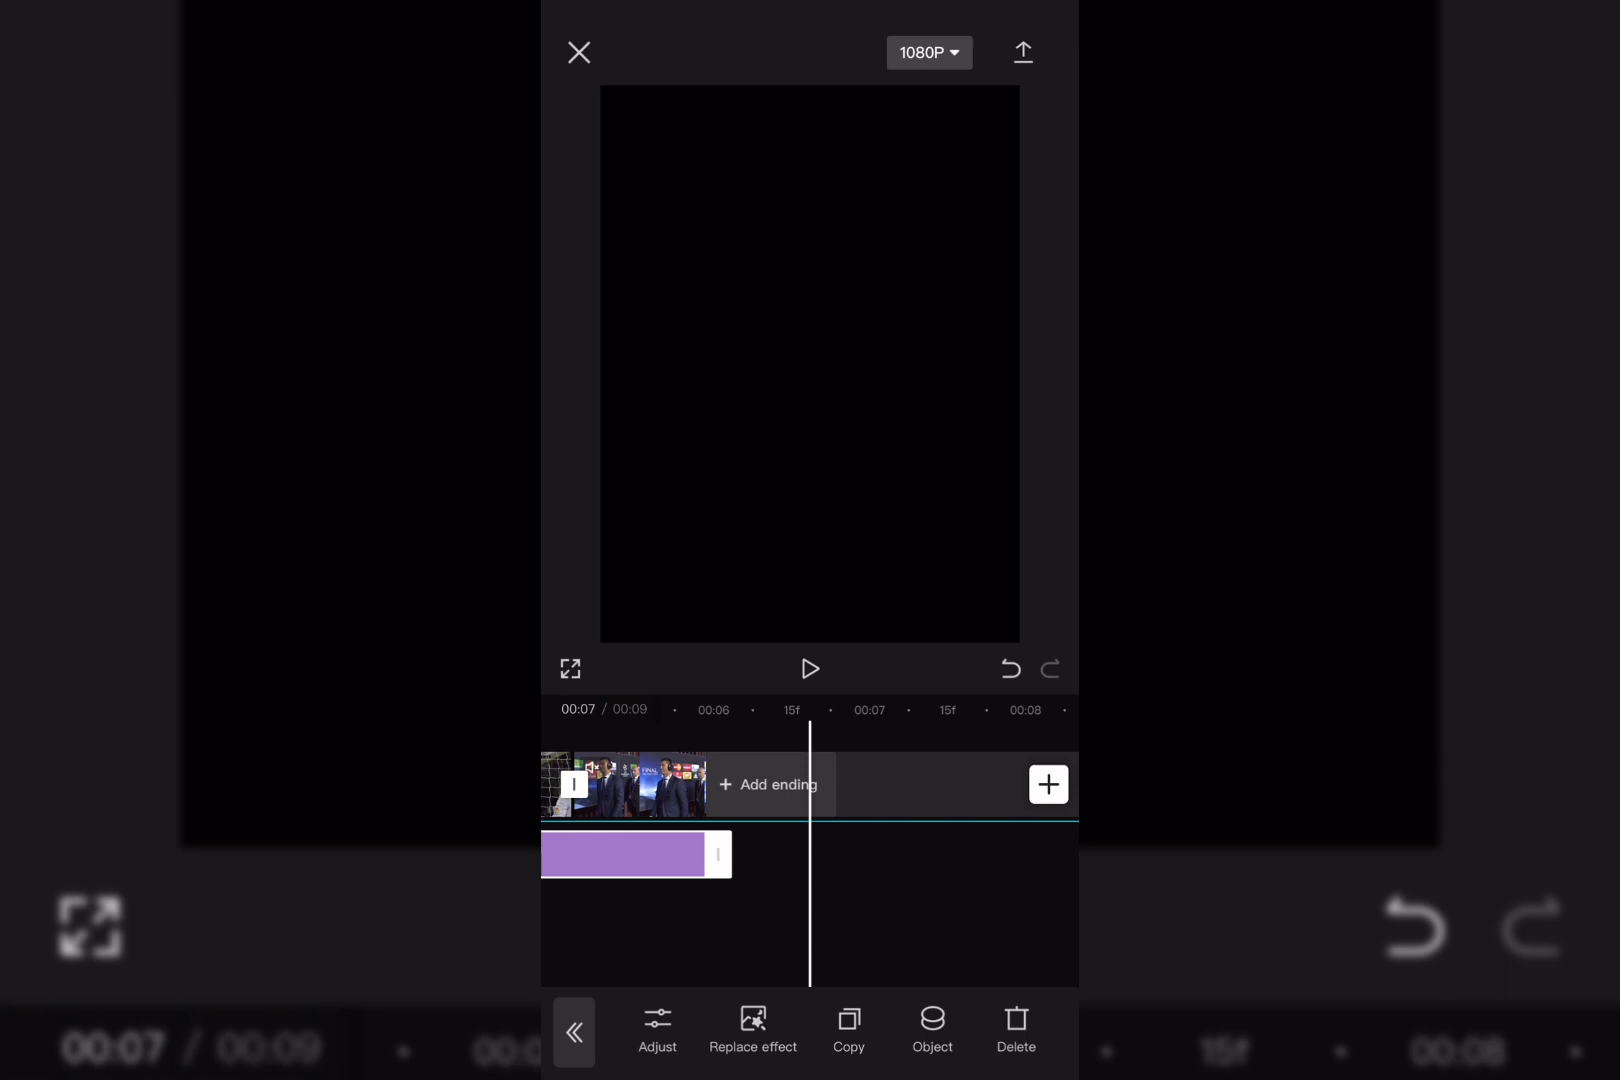 1080P
00:07 / 00:09 00:06 15f 00:07 15f 00:08
FINAL
+ Add ending
Adjust Replace effect Copy Object Delete
00:07 / 00:09 15f 00:08